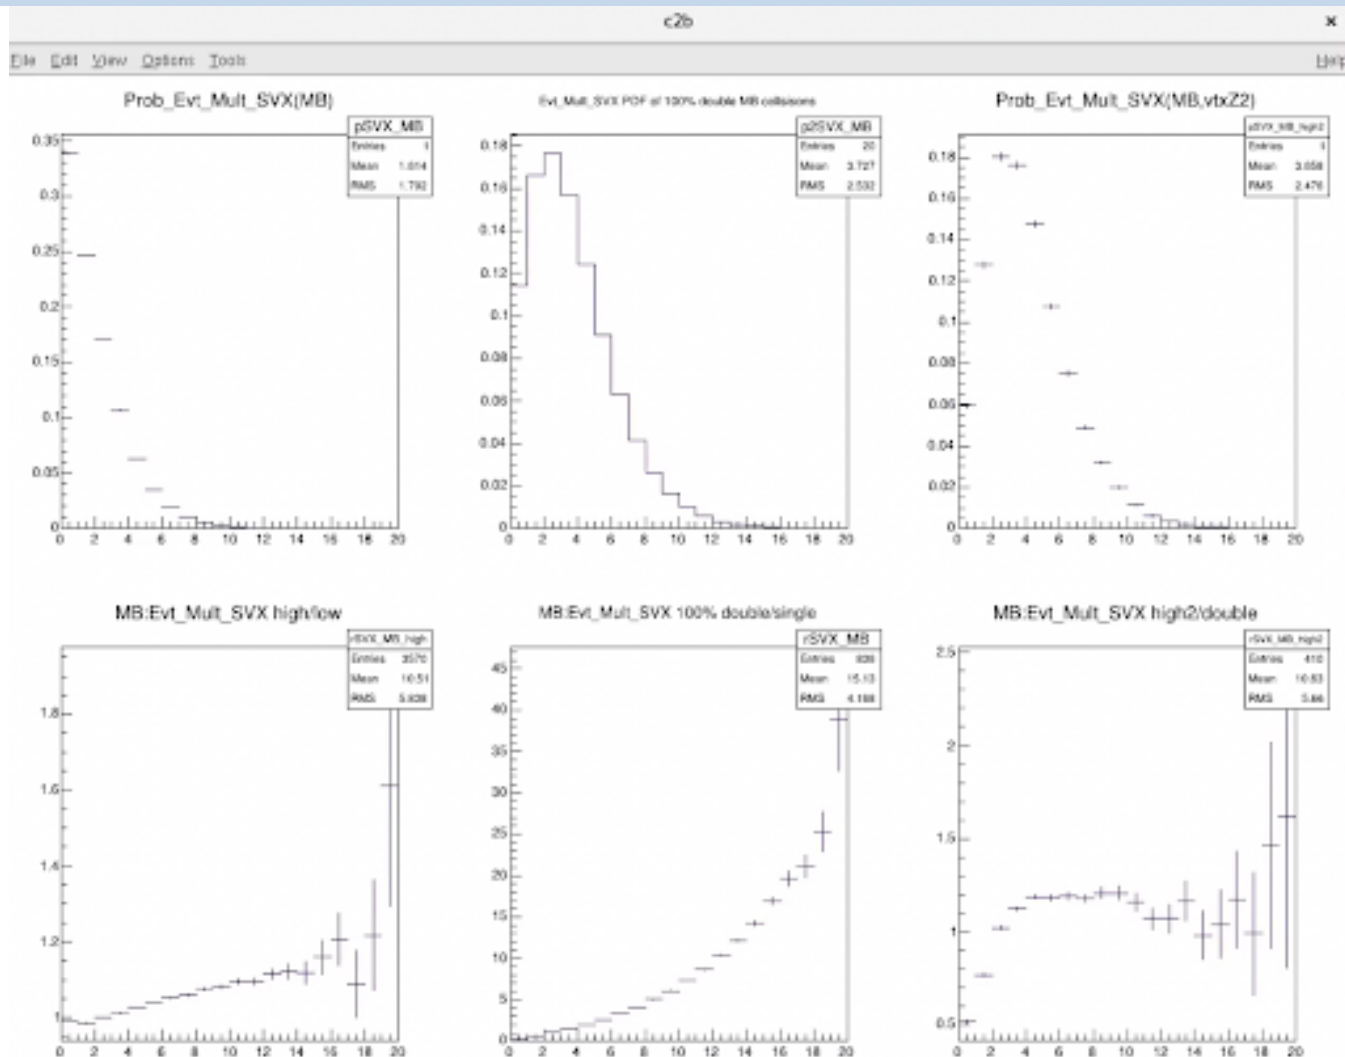 c2b
File Edit View Options Tools Help
Prob_Evt_Mult_SVX(MB)
pSVX_MB
Entries 1
Mean 1.614
RMS 1.792
0.35
0.3
0.25
0.2
0.15
0.1
0.05
0
0 2 4 6 8 10 12 14 16 18 20
Evt_Mult_SVX PDF of 100% double MB collisisons
p2SVX_MB
Entries 20
Mean 3.727
RMS 2.532
0.18
0.16
0.14
0.12
0.1
0.08
0.06
0.04
0.02
0
0 2 4 6 8 10 12 14 16 18 20
Prob_Evt_Mult_SVX(MB,vtxZ2)
pSVX_MB_high2
Entries 1
Mean 3.858
RMS 2.476
0.18
0.16
0.14
0.12
0.1
0.08
0.06
0.04
0.02
0
0 2 4 6 8 10 12 14 16 18 20
MB:Evt_Mult_SVX high/low
rSVX_MB_high
Entries 3570
Mean 10.51
RMS
1.8
1.6
1.4
1.2
1
0 2 4 6 8 10 12 14 16 18 20
MB:Evt_Mult_SVX 100% double/single
rSVX_MB
Entries
Mean 15.13
RMS
45
40
35
30
25
20
15
10
5
0
0 2 4 6 8 10 12 14 16 18 20
MB:Evt_Mult_SVX high2/double
rSVX_MB_high2
Entries 410
Mean
RMS 5.66
2.5
2
1.5
1
0.5
0 2 4 6 8 10 12 14 16 18 20